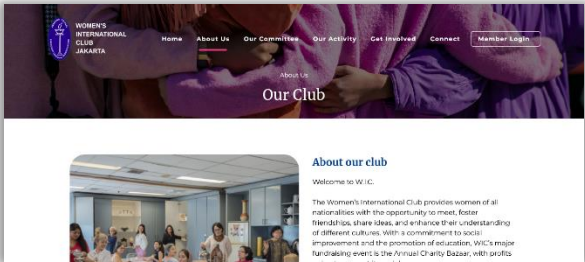 WOMEN'S
INTERNATIONAL
CLUB
JAKARTA
Home About Us Our Committee Our Activity Get Involved Connect Member Login
About Us
Our Club
About our club
Welcome to W.I.C.
The Women's International Club provides women of all
nationalities with the opportunity to meet, foster
friendships, share ideas, and enhance their understanding
of different cultures. With a commitment to social
improvement and the promotion of education, WIC's major
fundraising event is the Annual Charity Bazaar, with profits